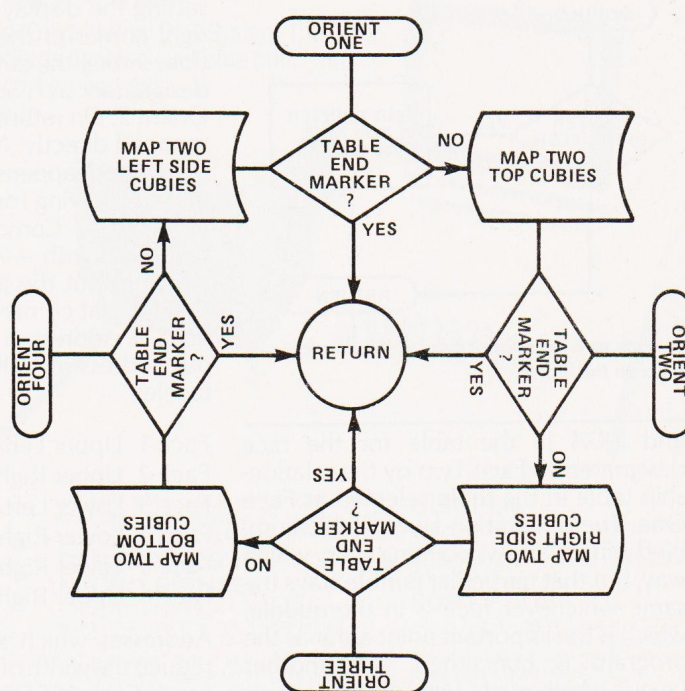 ORIENT
ONE
TABLE
END
MARKER
?
NO
YES
MAP TWO
TOP CUBIES
MAP TWO
LEFT SIDE
CUBIES
ORIENT
TWO
TABLE
END
MARKER
?
YES
NO
MAP TWO
RIGHT SIDE
CUBIES
ORIENT
THREE
TABLE
END
MARKER
?
YES
NO
MAP TWO
BOTTOM
CUBIES
ORIENT
FOUR
TABLE
END
MARKER
?
YES
NO
RETURN